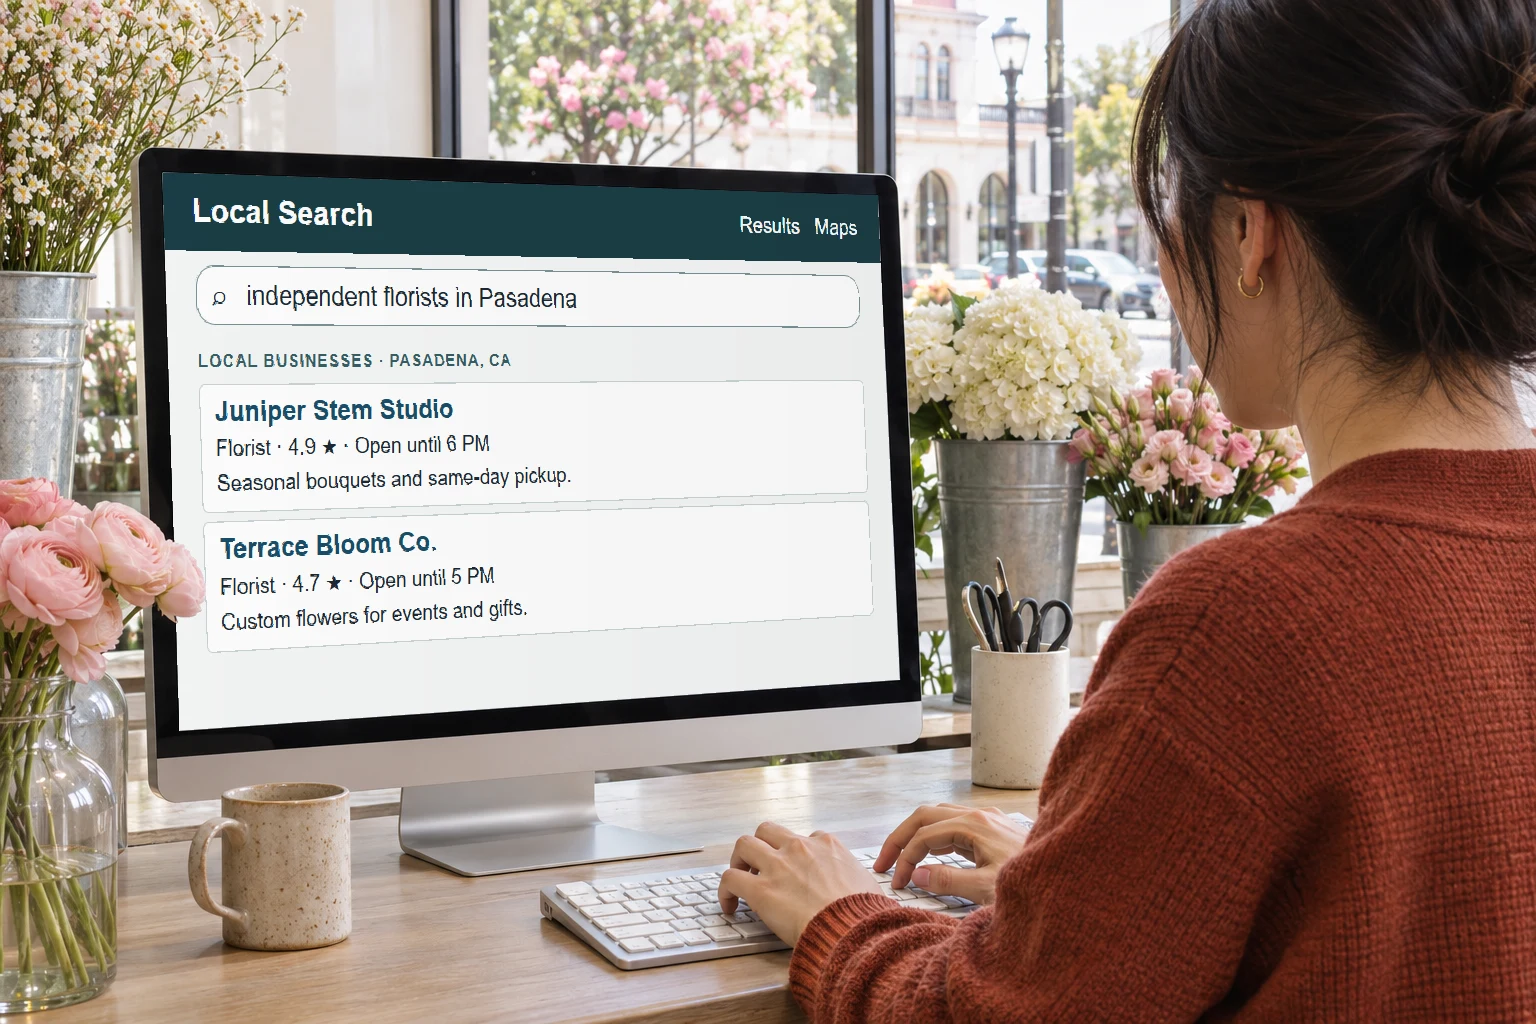 Local Search
Results Maps
independent florists in Pasadena
LOCAL BUSINESSES · PASADENA, CA
Juniper Stem Studio
Florist · 4.9 ★ · Open until 6 PM
Seasonal bouquets and same-day pickup.
Terrace Bloom Co.
Florist · 4.7 ★ · Open until 5 PM
Custom flowers for events and gifts.